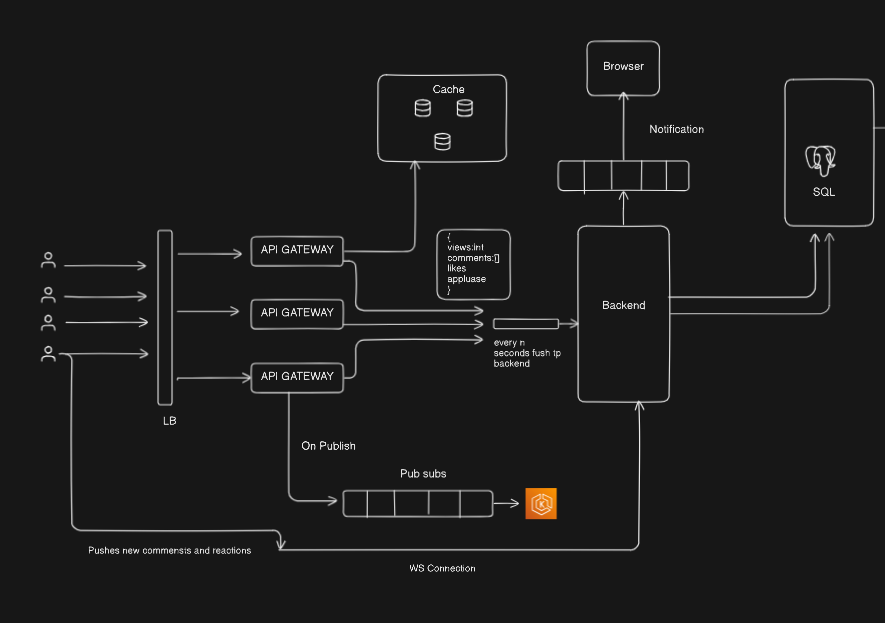 Browser
Cache
Notification
SQL
{
views:int
comments:[]
likes
appluase
}
API GATEWAY
API GATEWAY
API GATEWAY
Backend
every n
seconds fush tp
backend
LB
On Publish
Pub subs
K
Pushes new commensts and reactions
WS Connection